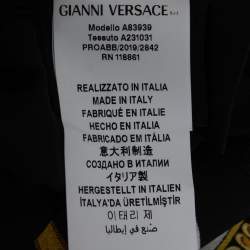 GIANNI VERSACE S.r.l.
Modello A83939
Tessuto A231031
PROABB/2019/2842
RN 118861
REALIZZATO IN ITALIA
MADE IN ITALY
FABRIQUÉ EN ITALIE
HECHO EN ITALIA
FABRICADO EM ITÁLIA
意大利制造
СОЗДАНО В ИТАЛИИ
イタリア製
HERGESTELLT IN ITALIEN
İTALYA'DA ÜRETİLMİŞTİR
이태리 제
صنع في إيطاليا